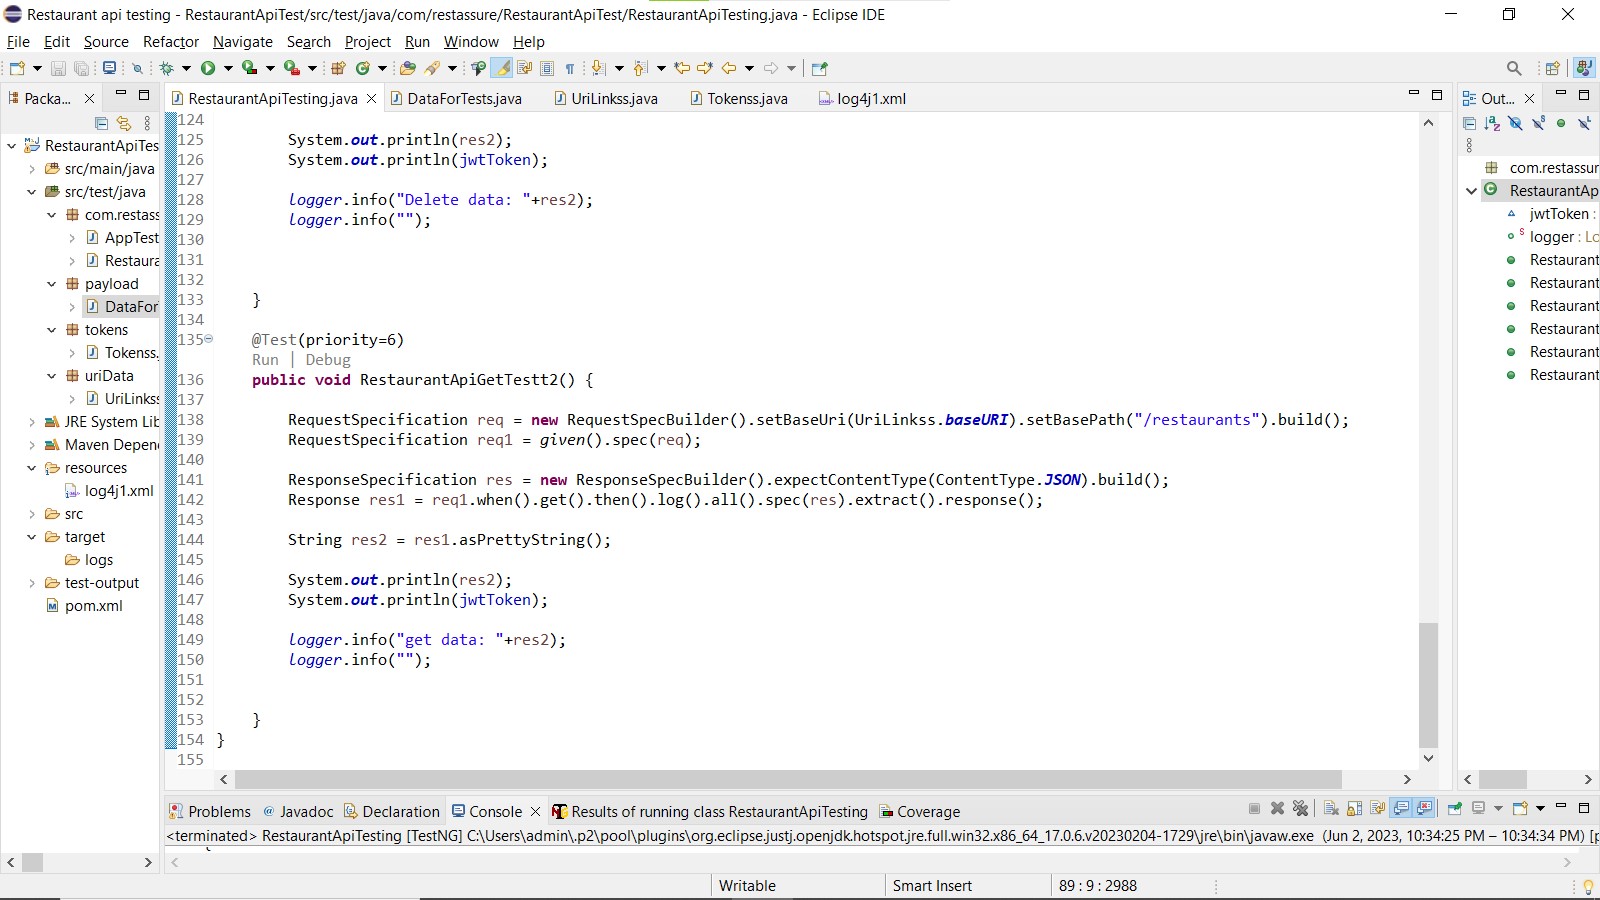 Restaurant api testing - RestaurantApiTest/src/test/java/com/restassure/RestaurantApiTest/RestaurantApiTesting.java - Eclipse IDE
File Edit Source Refactor Navigate Search Project Run Window Help
Packa...
RestaurantApiTes
src/main/java
src/test/java
com.restass
AppTest
Restaura
payload
DataFor
tokens
Tokenss.
uriData
UriLinkss
JRE System Lib
Maven Depen
resources
log4j1.xml
src
target
logs
test-output
pom.xml
RestaurantApiTesting.java DataForTests.java UriLinkss.java Tokenss.java log4j1.xml
124
125 System.out.println(res2);
126 System.out.println(jwtToken);
127
128 logger.info("Delete data: "+res2);
129 logger.info("");
130
131
132
133 }
134
135 @Test(priority=6)
Run | Debug
136 public void RestaurantApiGetTestt2() {
137
138 RequestSpecification req = new RequestSpecBuilder().setBaseUri(UriLinkss.baseURI).setBasePath("/restaurants").build();
139 RequestSpecification req1 = given().spec(req);
140
141 ResponseSpecification res = new ResponseSpecBuilder().expectContentType(ContentType.JSON).build();
142 Response res1 = req1.when().get().then().log().all().spec(res).extract().response();
143
144 String res2 = res1.asPrettyString();
145
146 System.out.println(res2);
147 System.out.println(jwtToken);
148
149 logger.info("get data: "+res2);
150 logger.info("");
151
152
153 }
154 }
155
Out...
com.restassur
RestaurantAp
jwtToken :
logger : Lo
Restaurant
Restaurant
Restaurant
Restaurant
Restaurant
Restaurant
Problems @ Javadoc Declaration Console Results of running class RestaurantApiTesting Coverage
<terminated> RestaurantApiTesting [TestNG] C:\Users\admin\.p2\pool\plugins\org.eclipse.justj.openjdk.hotspot.jre.full.win32.x86_64_17.0.6.v20230204-1729\jre\bin\javaw.exe (Jun 2, 2023, 10:34:25 PM – 10:34:34 PM) [p
Writable Smart Insert 89 : 9 : 2988